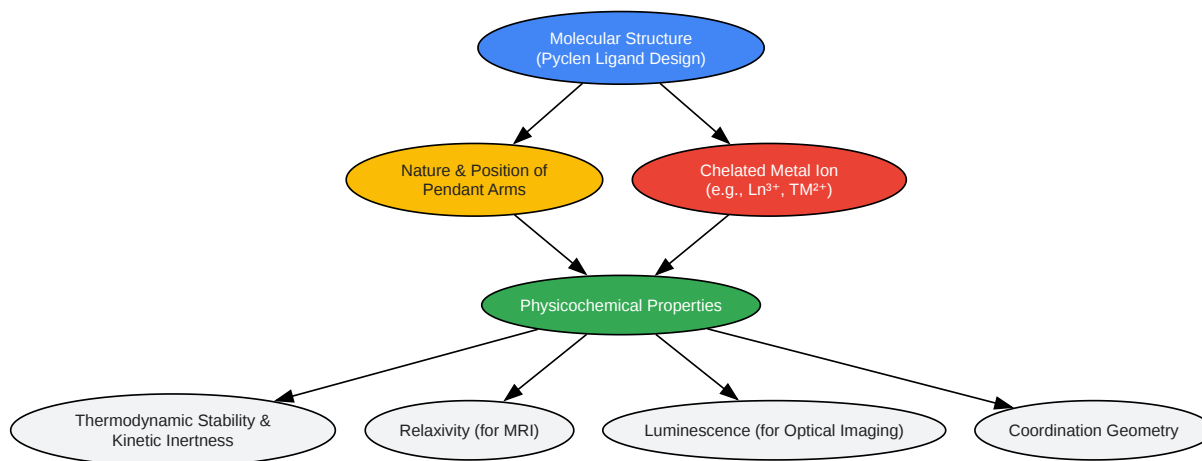 Molecular Structure
(Pyclen Ligand Design)
Nature & Position of
Pendant Arms
Chelated Metal Ion
(e.g., Ln³⁺, TM²⁺)
Physicochemical Properties
Thermodynamic Stability &
Kinetic Inertness
Relaxivity (for MRI)
Luminescence (for Optical Imaging)
Coordination Geometry